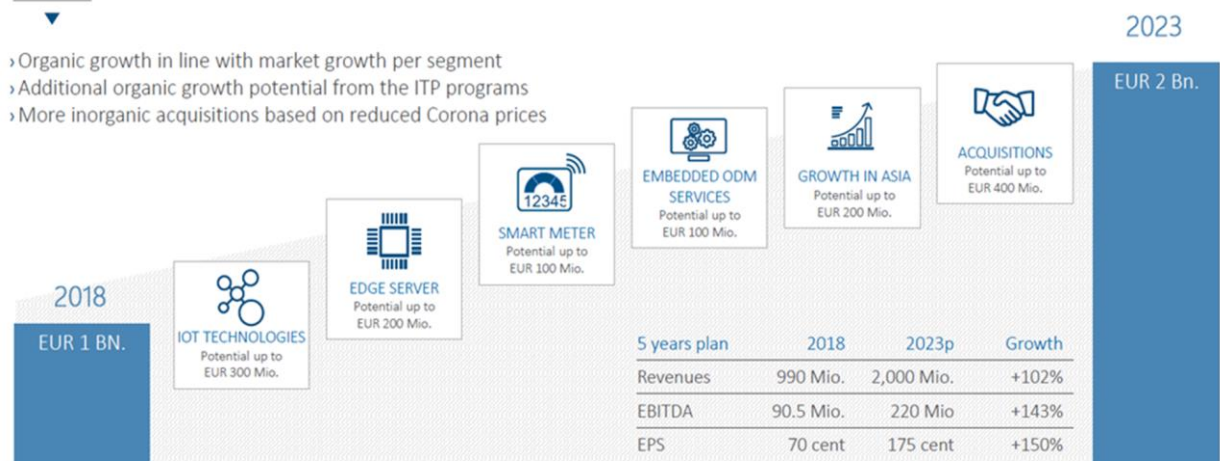 2023
EUR 2 Bn.
›Organic growth in line with market growth per segment
›Additional organic growth potential from the ITP programs
›More inorganic acquisitions based on reduced Corona prices
2018
EUR 1 BN.
IOT TECHNOLOGIES
Potential up to
EUR 300 Mio.
EDGE SERVER
Potential up to
EUR 200 Mio.
12345
SMART METER
Potential up to
EUR 100 Mio.
EMBEDDED ODM
SERVICES
Potential up to
EUR 100 Mio.
GROWTH IN ASIA
Potential up to
EUR 200 Mio.
ACQUISITIONS
Potential up to
EUR 400 Mio.
5 years plan 2018 2023p Growth
Revenues 990 Mio. 2,000 Mio. +102%
EBITDA 90.5 Mio. 220 Mio +143%
EPS 70 cent 175 cent +150%